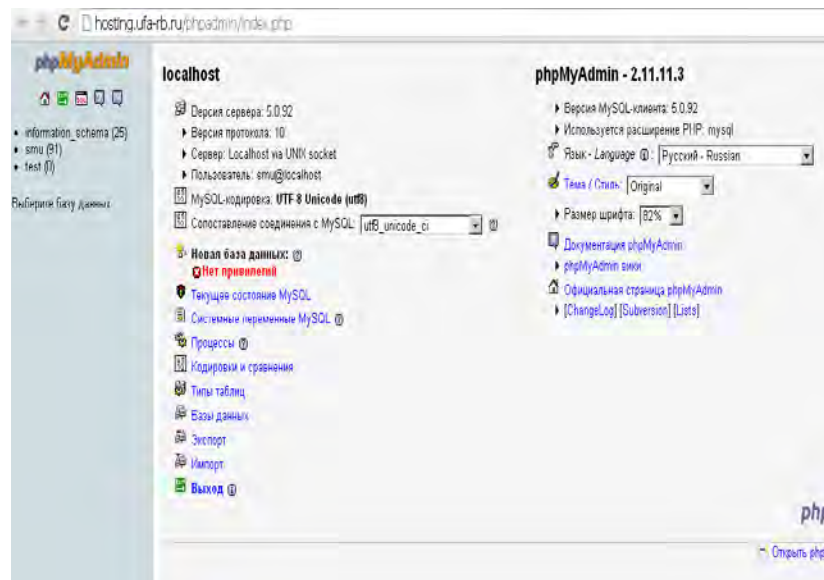 hosting.ufa-rb.ru/phpadmin/index.php
phpMyAdmin
information_schema (25)
smu (91)
test (0)
Выберите базу данных
localhost
Версия сервера: 5.0.92
Версия протокола: 10
Сервер: Localhost via UNIX socket
Пользователь: smu@localhost
MySQL-кодировка: UTF-8 Unicode (utf8)
Сопоставление соединения с MySQL: utf8_unicode_ci
Новая база данных:
Нет привилегий
Текущее состояние MySQL
Системные переменные MySQL
Процессы
Кодировки и сравнения
Типы таблиц
Базы данных
Экспорт
Импорт
Выход
phpMyAdmin - 2.11.11.3
Версия MySQL-клиента: 5.0.92
Используется расширение PHP: mysql
Язык - Language: Русский - Russian
Тема / Стиль: Original
Размер шрифта: 82%
Документация phpMyAdmin
phpMyAdmin вики
Официальная страница phpMyAdmin
[ChangeLog] [Subversion] [Lists]
php
Открыть php